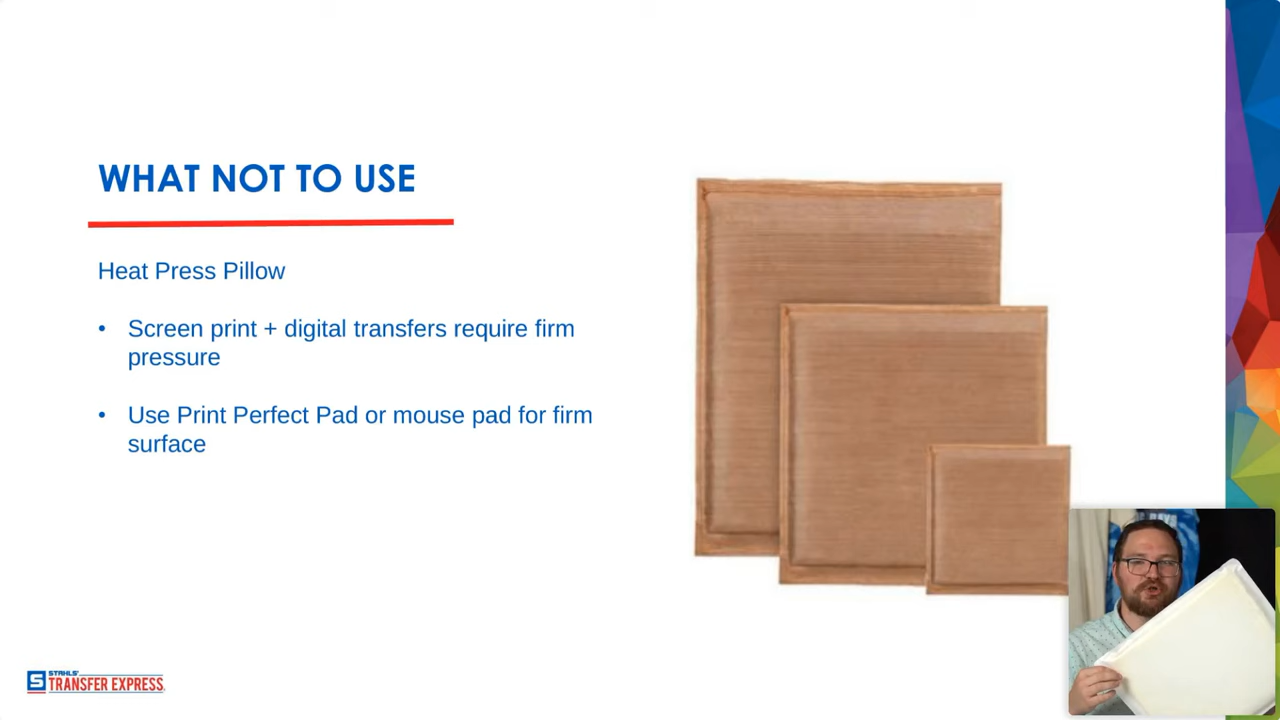 WHAT NOT TO USE
Heat Press Pillow
• Screen print + digital transfers require firm
pressure
• Use Print Perfect Pad or mouse pad for firm
surface
S STAHLS'
TRANSFER EXPRESS